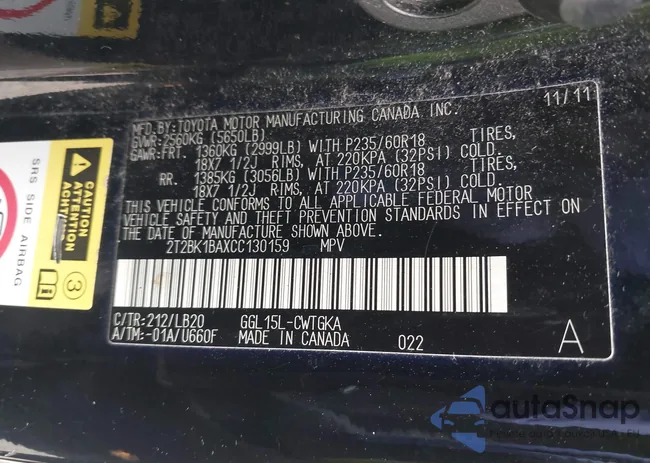 MFD.BY:TOYOTA MOTOR MANUFACTURING CANADA INC. 11/11
GVWR:2560KG (5650LB)
GAWR:FRT. 1360KG (2999LB) WITH P235/60R18 TIRES,
18X7 1/2J RIMS, AT 220KPA (32PSI) COLD.
RR. 1385KG (3056LB) WITH P235/60R18 TIRES,
18X7 1/2J RIMS, AT 220KPA (32PSI) COLD.
THIS VEHICLE CONFORMS TO ALL APPLICABLE FEDERAL MOTOR
VEHICLE SAFETY AND THEFT PREVENTION STANDARDS IN EFFECT ON
THE DATE OF MANUFACTURE SHOWN ABOVE.
2T2BK1BAXCC130159 MPV
C/TR:212/LB20 GGL15L-CWTGKA
A/TM:-01A/U660F MADE IN CANADA 022 A
CAUTION
ATTENTION
ACHTUNG
SRS SIDE AIRBAG
3
autoSnap